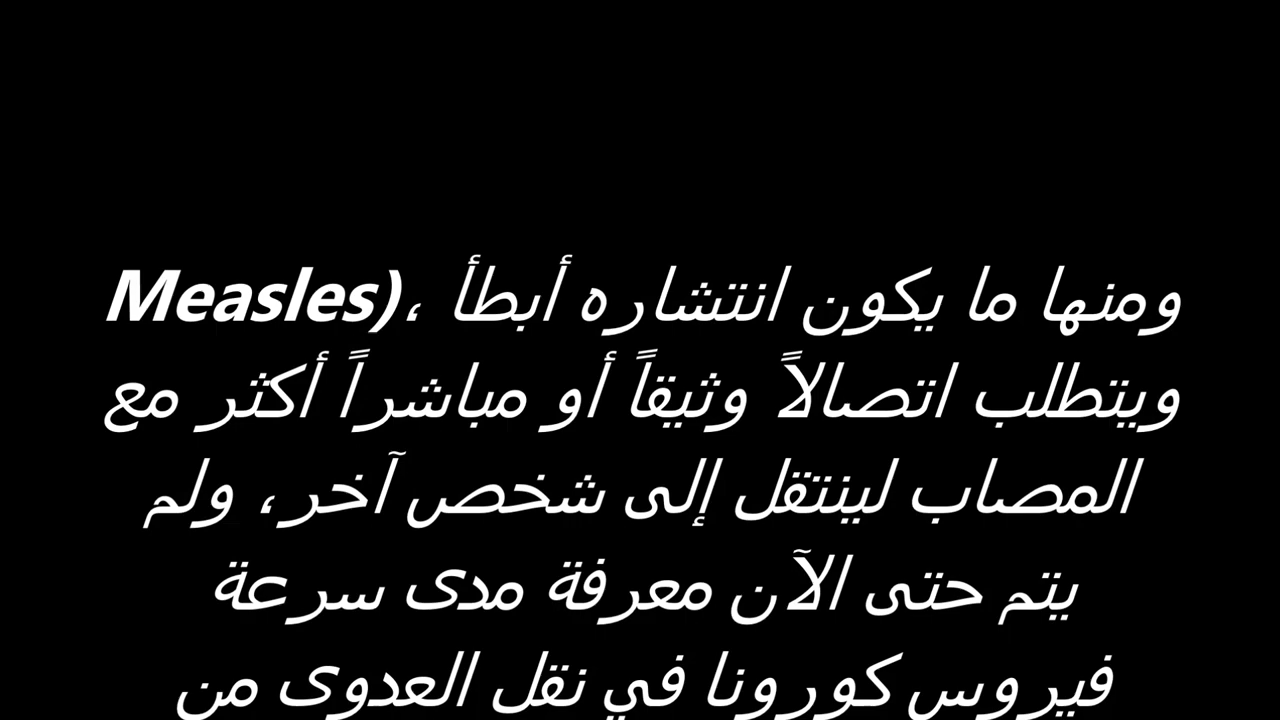 Measles)، ومنها ما يكون انتشاره أبطأ
ويتطلب اتصالاً وثيقاً أو مباشراً أكثر مع
المصاب لينتقل إلى شخص آخر، ولم
يتم حتى الآن معرفة مدى سرعة
فيروس كورونا في نقل العدوى من